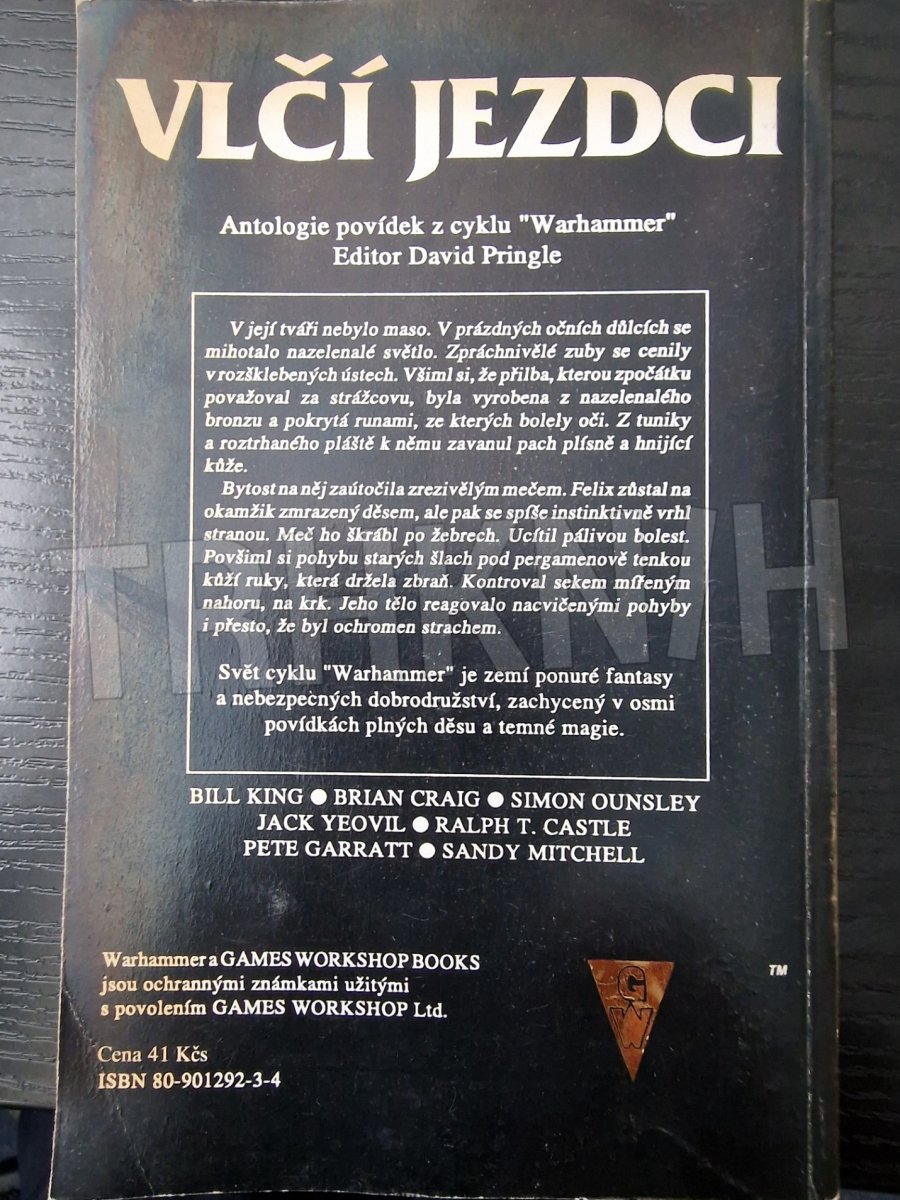 VLČÍ JEZDCI
Antologie povídek z cyklu "Warhammer"
Editor David Pringle
V její tváři nebylo maso. V prázdných očních důlcích se
mihotalo nazelenalé světlo. Zpráchnivělé zuby se cenily
v rozšklebených ústech. Všiml si, že přilba, kterou zpočátku
považoval za strážcovu, byla vyrobena z nazelenalého
bronzu a pokrytá runami, ze kterých bolely oči. Z tuniky
a roztrhaného pláště k němu zavanul pach plísně a hnijící
kůže.
Bytost na něj zaútočila zrezivělým mečem. Felix zůstal na
okamžik zmrazený děsem, ale pak se spíše instinktivně vrhl
stranou. Meč ho škrábl po žebrech. Ucítil pálivou bolest.
Povšiml si pohybu starých šlach pod pergamenově tenkou
kůží ruky, která držela zbraň. Kontroval sekem mířeným
nahoru, na krk. Jeho tělo reagovalo nacvičenými pohyby
i přesto, že byl ochromen strachem.
Svět cyklu "Warhammer" je zemí ponuré fantasy
a nebezpečných dobrodružství, zachycený v osmi
povídkách plných děsu a temné magie.
BILL KING ● BRIAN CRAIG ● SIMON OUNSLEY
JACK YEOVIL ● RALPH T. CASTLE
PETE GARRATT ● SANDY MITCHELL
Warhammer a GAMES WORKSHOP BOOKS
jsou ochrannými známkami užitými
s povolením GAMES WORKSHOP Ltd.
GW
TM
Cena 41 Kčs
ISBN 80-901292-3-4